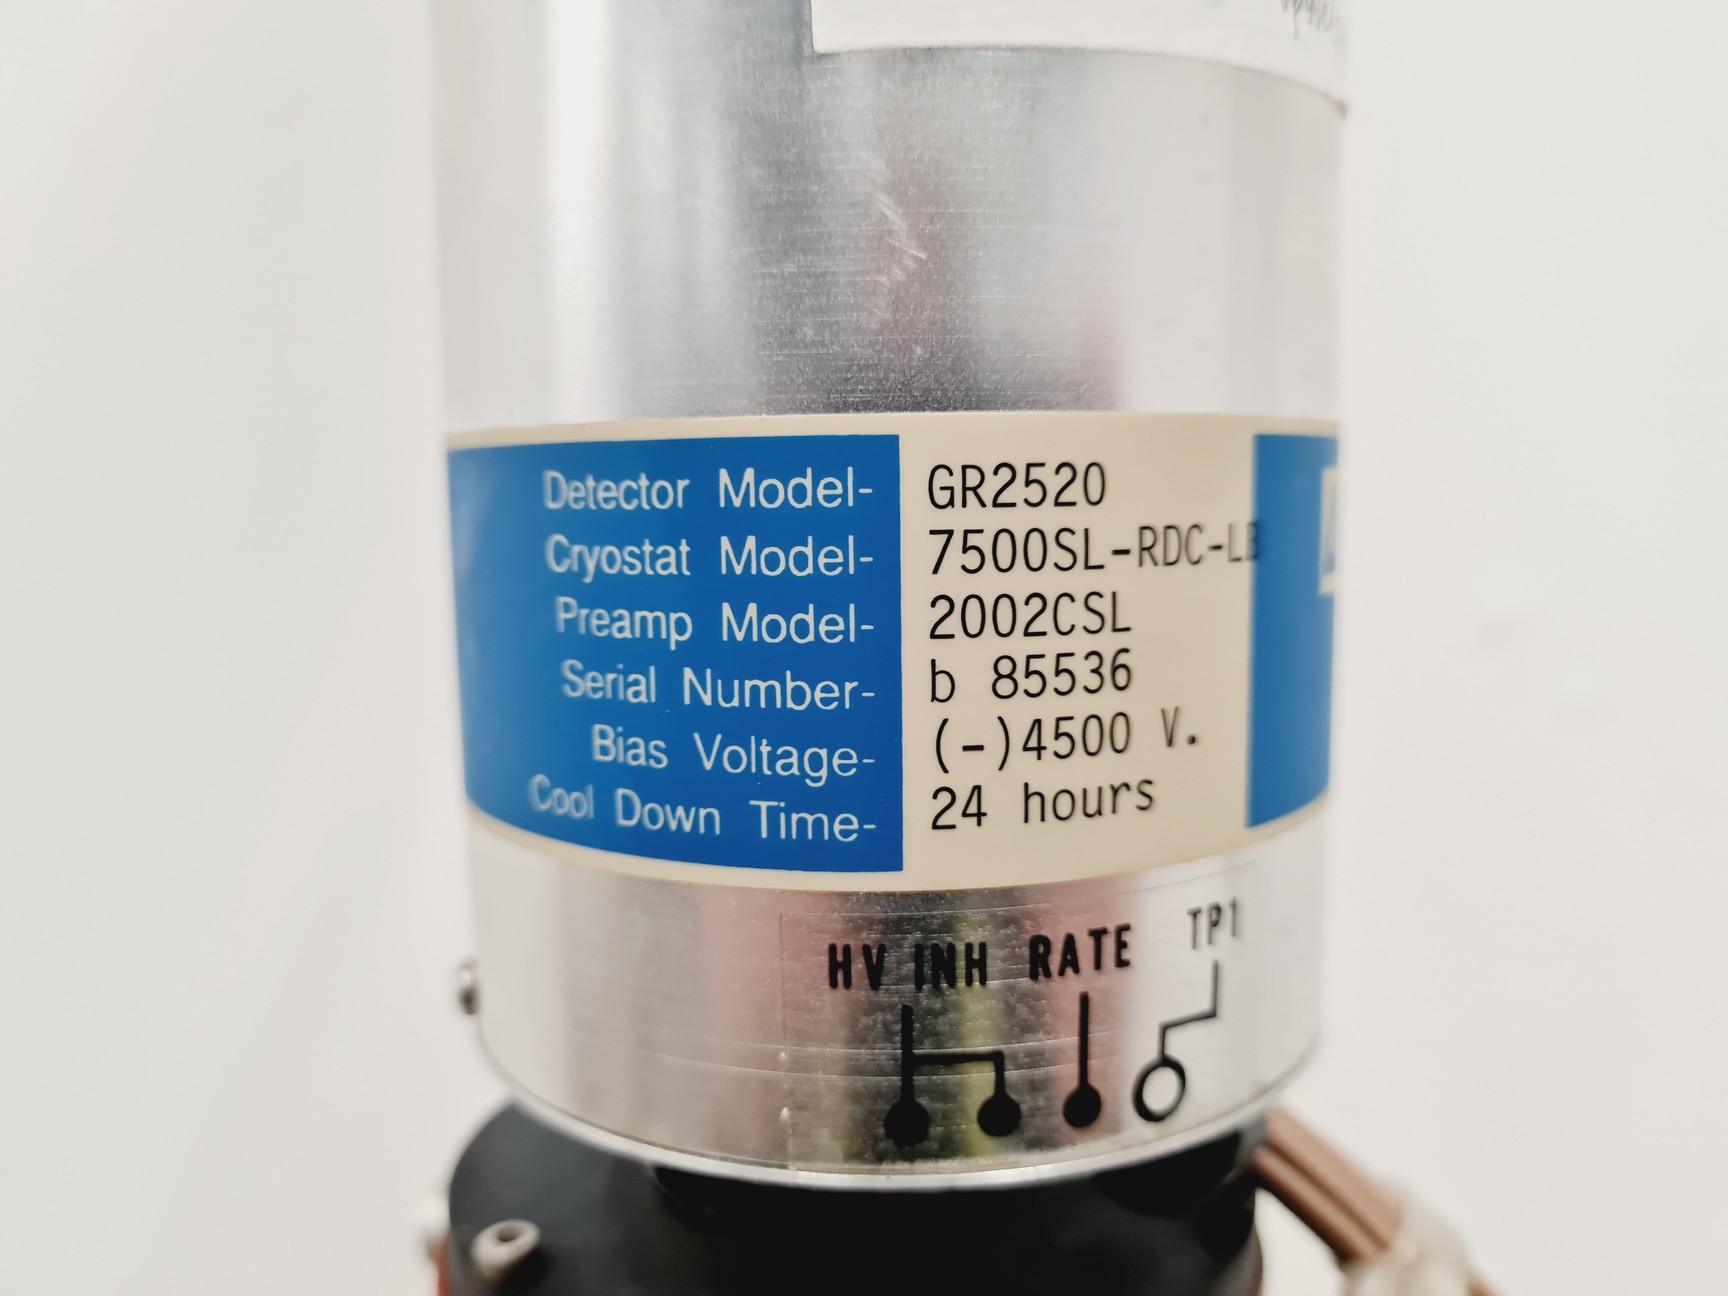 Detector Model- GR2520
Cryostat Model- 7500SL-RDC-LB
Preamp Model- 2002CSL
Serial Number- b 85536
Bias Voltage- (-)4500 V.
Cool Down Time- 24 hours
HV INH RATE TP1